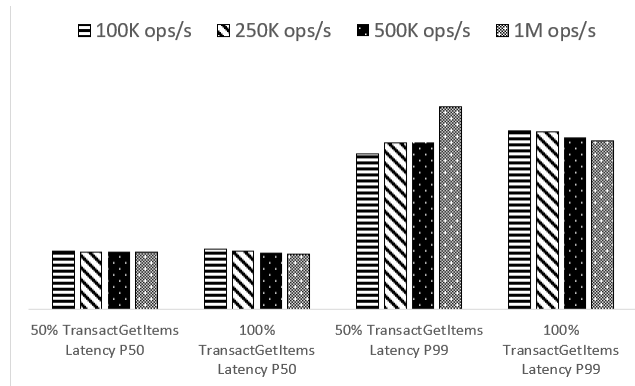 100K ops/s 250K ops/s 500K ops/s 1M ops/s
50% TransactGetItems
Latency P50
100%
TransactGetItems
Latency P50
50% TransactGetItems
Latency P99
100%
TransactGetItems
Latency P99